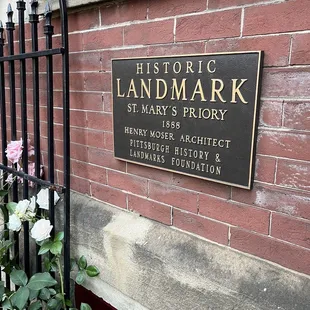 HISTORIC
LANDMARK
ST. MARY'S PRIORY
1888
HENRY MOSER, ARCHITECT
PITTSBURGH HISTORY &
LANDMARKS FOUNDATION